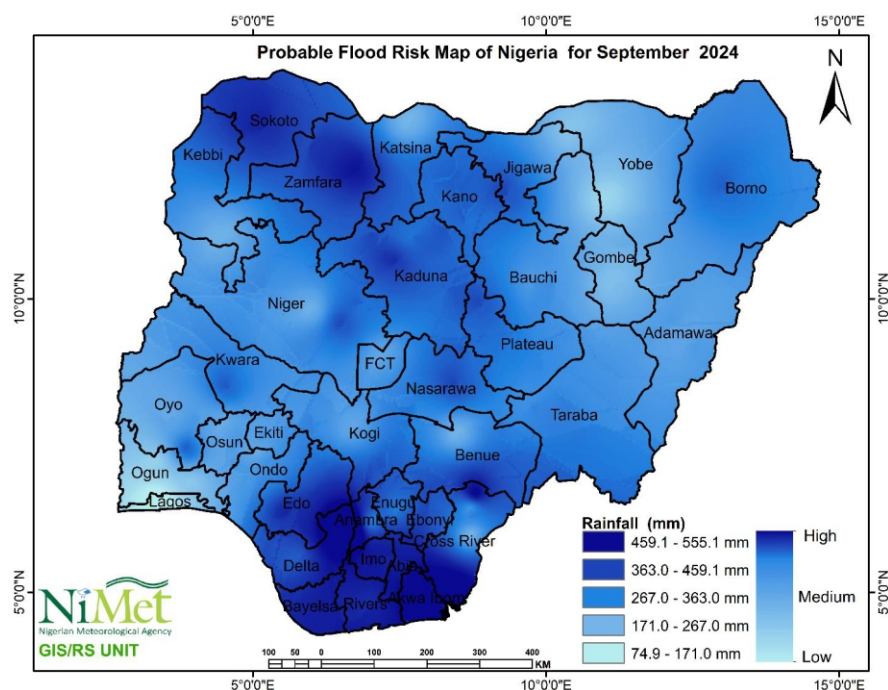 5°0'0"E 10°0'0"E 15°0'0"E
Probable Flood Risk Map of Nigeria for September 2024
N
Sokoto
Kebbi
Katsina
Zamfara
Jigawa
Yobe
Kano
Borno
Gombe
Kaduna
Bauchi
10°0'0"N
10°0'0"N
Niger
Adamawa
Plateau
FCT
Kwara
Nasarawa
Oyo
Taraba
Ekiti
Kogi
Osun
Benue
Ogun
Ondo
Lagos
Edo
Enugu
Anambra
Ebonyi
Cross River
Imo
Abia
Delta
Akwa Ibom
Bayelsa
Rivers
5°0'0"N
5°0'0"N
Rainfall (mm)
459.1 - 555.1 mm
363.0 - 459.1 mm
267.0 - 363.0 mm
171.0 - 267.0 mm
74.9 - 171.0 mm
High
Medium
Low
NiMet
Nigerian Meteorological Agency
GIS/RS UNIT
100 50 0 100 200 300 400
KM
5°0'0"E 10°0'0"E 15°0'0"E